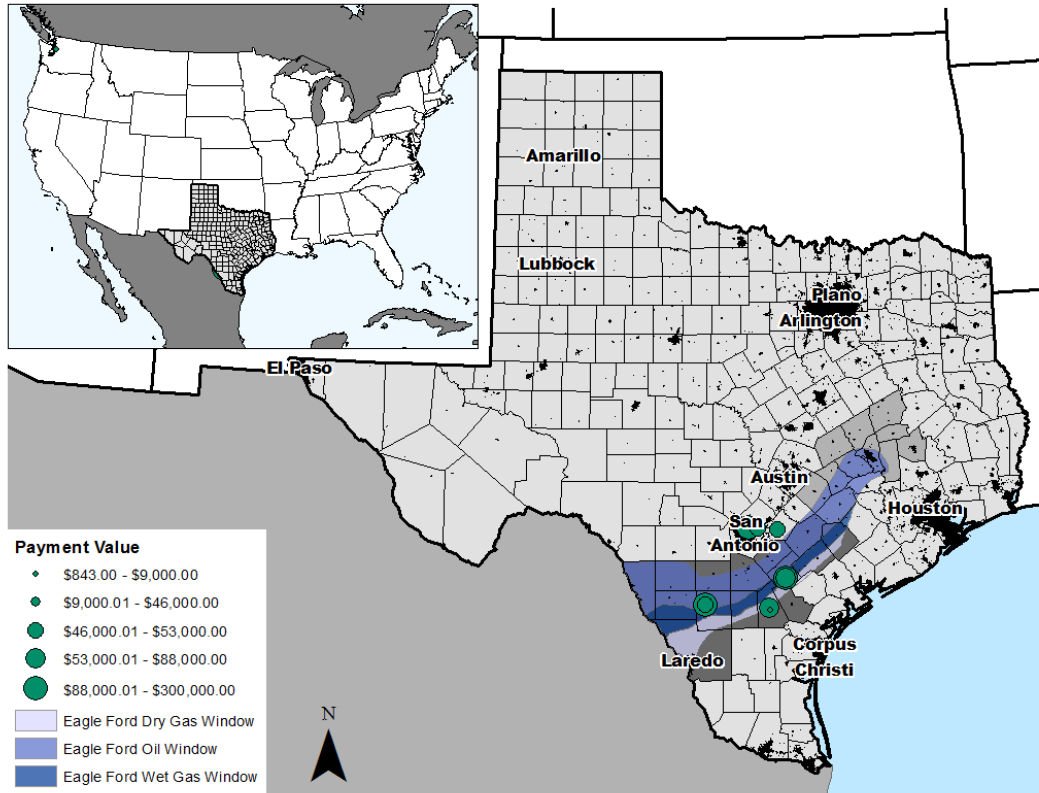 Amarillo
Lubbock
Plano
Arlington
El Paso
Austin
San
Antonio
Houston
Corpus
Christi
Laredo
Payment Value
$843.00 - $9,000.00
$9,000.01 - $46,000.00
$46,000.01 - $53,000.00
$53,000.01 - $88,000.00
$88,000.01 - $300,000.00
Eagle Ford Dry Gas Window
Eagle Ford Oil Window
Eagle Ford Wet Gas Window
N